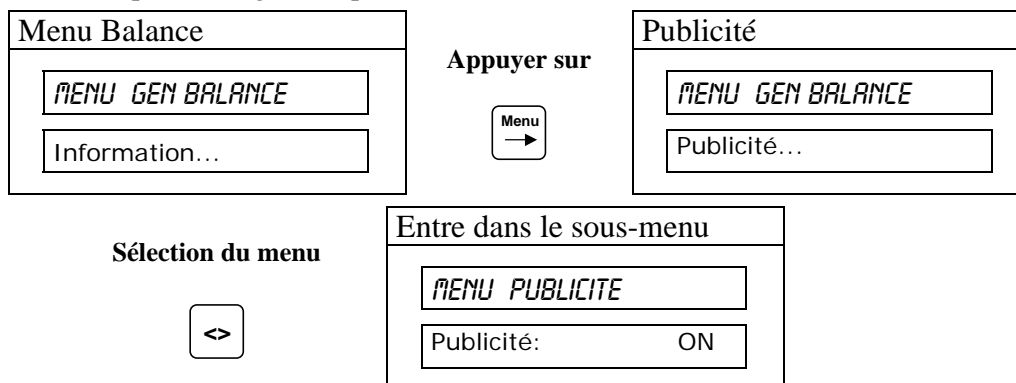 Menu Balance
MENU GEN BALANCE
Information...
Appuyer sur
Menu
Publicité
MENU GEN BALANCE
Publicité...
Sélection du menu
<>
Entre dans le sous-menu
MENU PUBLICITE
Publicité: ON